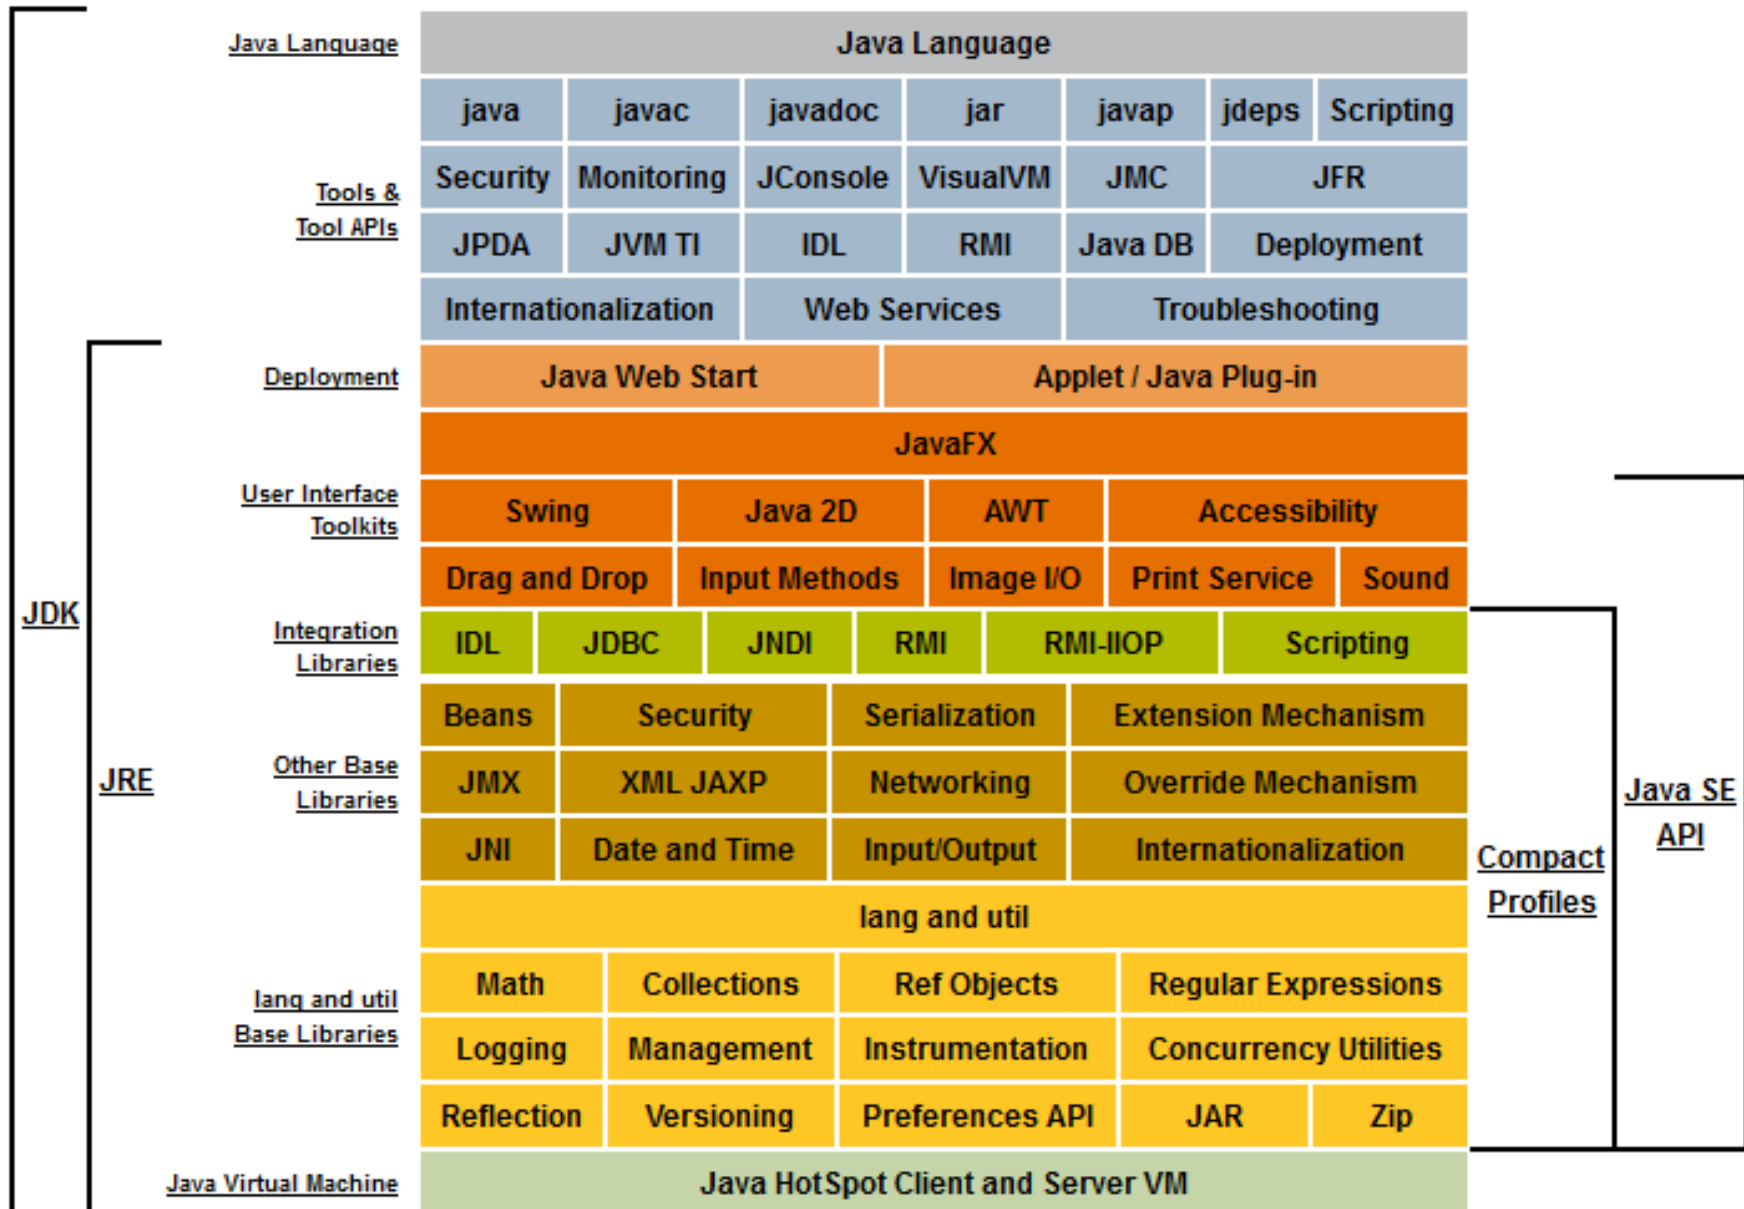 Java Language
Java Language
java javac javadoc jar javap jdeps Scripting
Tools &
Tool APIs
Security Monitoring JConsole VisualVM JMC JFR
JPDA JVM TI IDL RMI Java DB Deployment
Internationalization Web Services Troubleshooting
Deployment
Java Web Start Applet / Java Plug-in
JavaFX
User Interface
Toolkits
Swing Java 2D AWT Accessibility
Drag and Drop Input Methods Image I/O Print Service Sound
JDK
Integration
Libraries
IDL JDBC JNDI RMI RMI-IIOP Scripting
Beans Security Serialization Extension Mechanism
JRE
Other Base
Libraries
JMX XML JAXP Networking Override Mechanism
Java SE
API
JNI Date and Time Input/Output Internationalization
Compact
Profiles
lang and util
lang and util
Base Libraries
Math Collections Ref Objects Regular Expressions
Logging Management Instrumentation Concurrency Utilities
Reflection Versioning Preferences API JAR Zip
Java Virtual Machine
Java HotSpot Client and Server VM